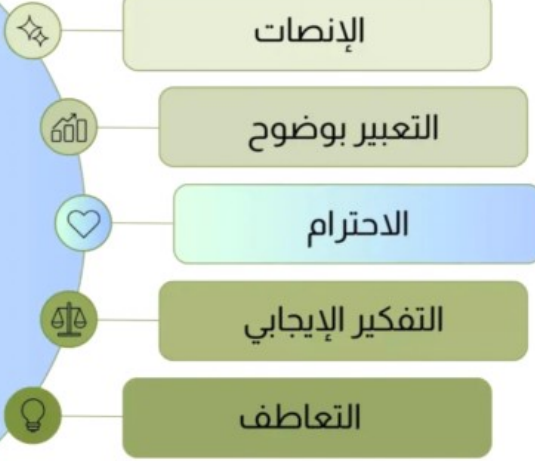 الإنصات
التعبير بوضوح
الاحترام
التفكير الإيجابي
التعاطف